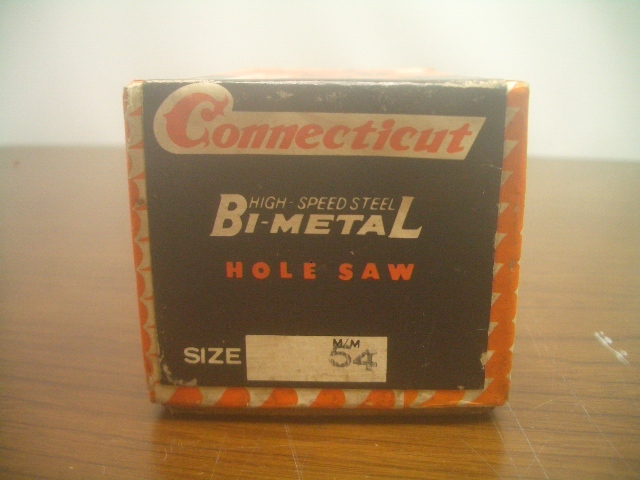 Connecticut
HIGH-SPEED STEEL
BI-METAL
HOLE SAW
M/M
SIZE 54